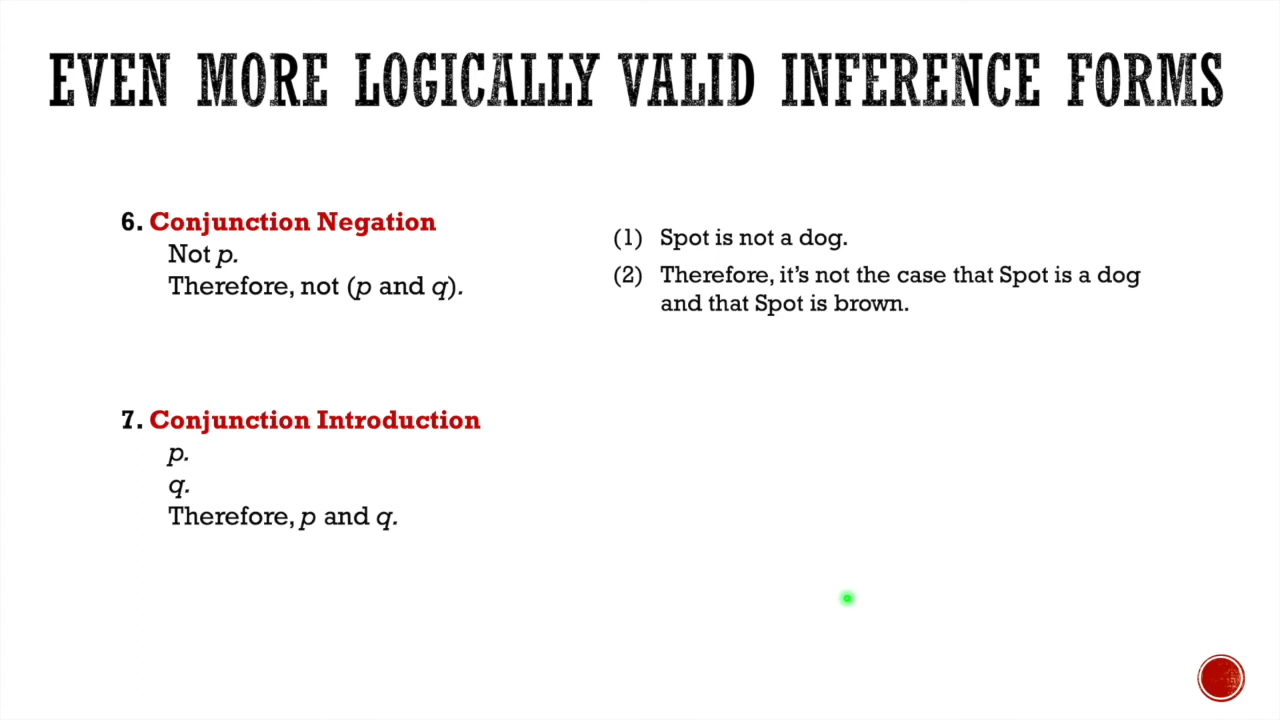 EVEN MORE LOGICALLY VALID INFERENCE FORMS
6. Conjunction Negation
Not p.
Therefore, not (p and q).
(1) Spot is not a dog.
(2) Therefore, it’s not the case that Spot is a dog
and that Spot is brown.
7. Conjunction Introduction
p.
q.
Therefore, p and q.